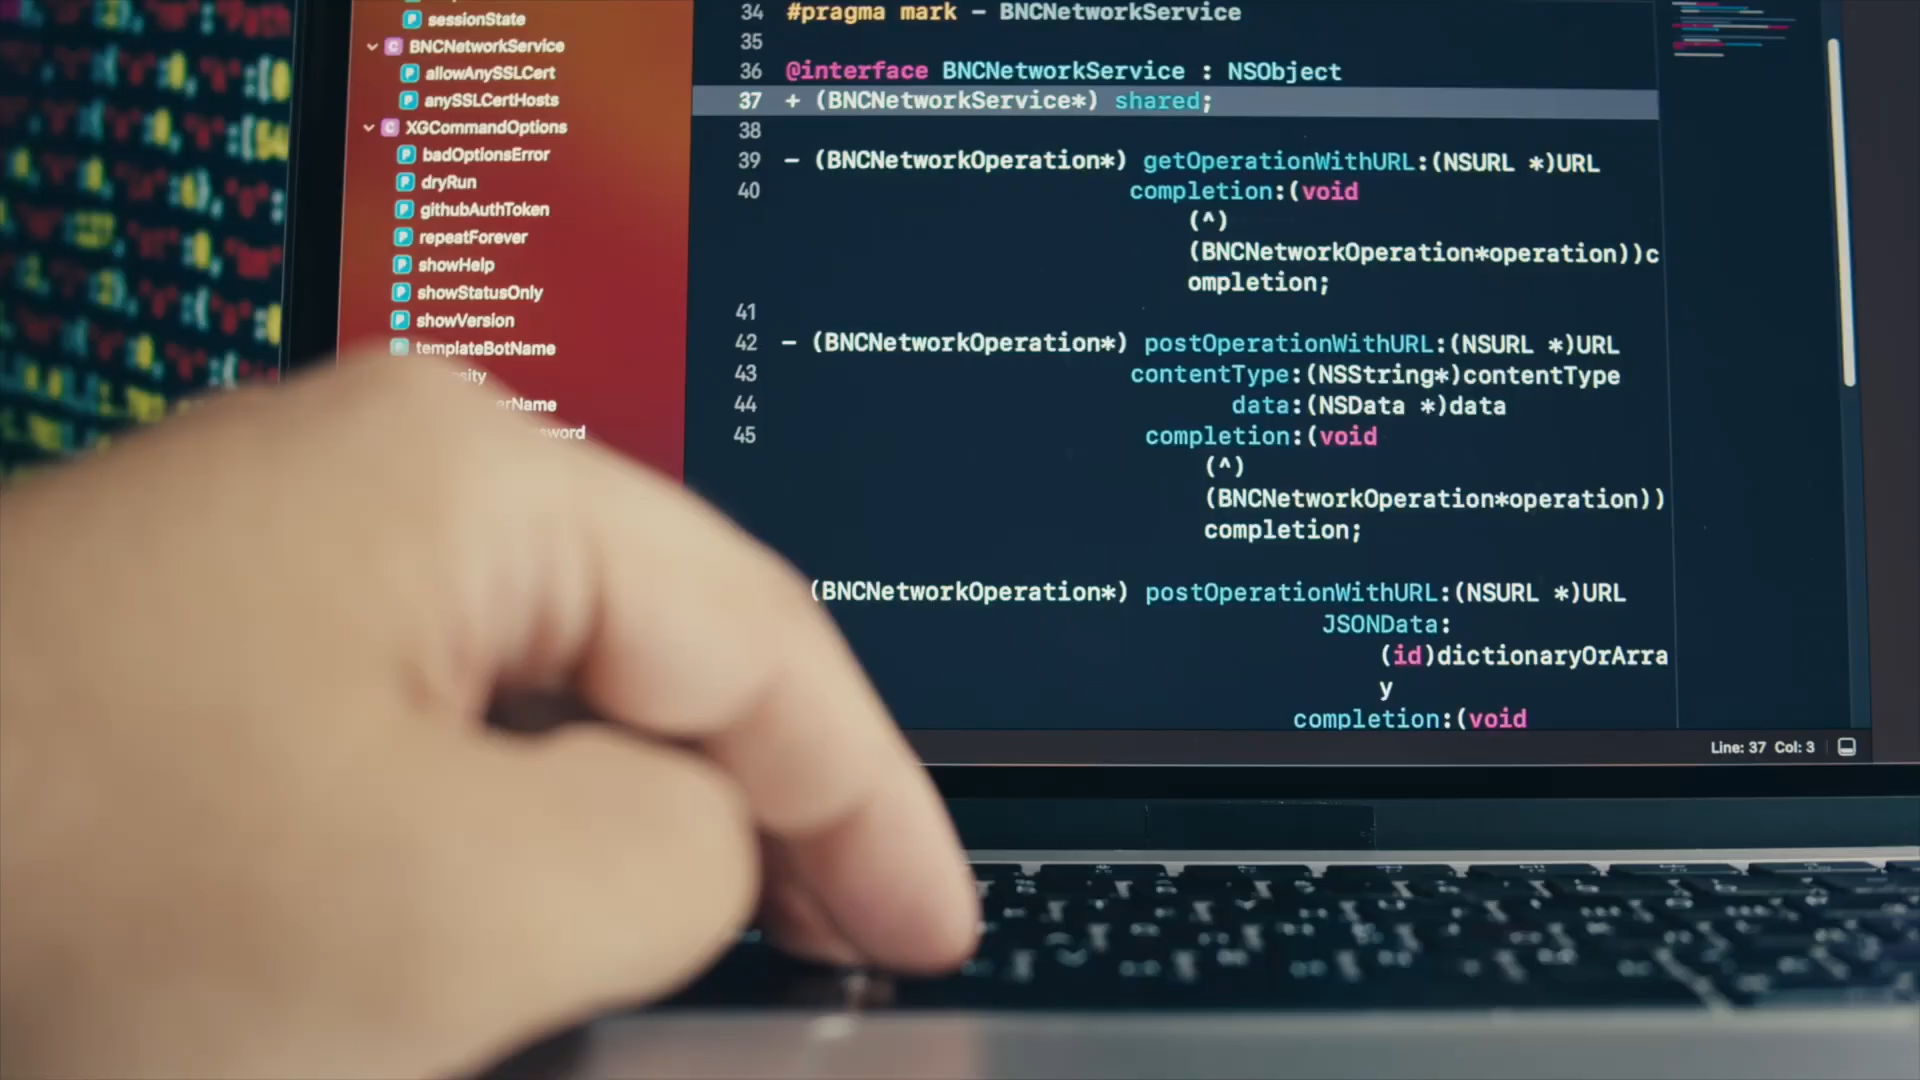 sessionState
BNCNetworkService
allowAnySSLCert
anySSLCertHosts
XGCommandOptions
badOptionsError
dryRun
githubAuthToken
repeatForever
showHelp
showStatusOnly
showVersion
templateBotName
34 #pragma mark – BNCNetworkService
35
36 @interface BNCNetworkService : NSObject
37 + (BNCNetworkService*) shared;
38
39 – (BNCNetworkOperation*) getOperationWithURL:(NSURL *)URL
40 completion:(void
(^)
(BNCNetworkOperation*operation))c
ompletion;
41
42 – (BNCNetworkOperation*) postOperationWithURL:(NSURL *)URL
43 contentType:(NSString*)contentType
44 data:(NSData *)data
45 completion:(void
(^)
(BNCNetworkOperation*operation))
completion;
(BNCNetworkOperation*) postOperationWithURL:(NSURL *)URL
JSONData:
(id)dictionaryOrArra
y
completion:(void
Line: 37 Col: 3